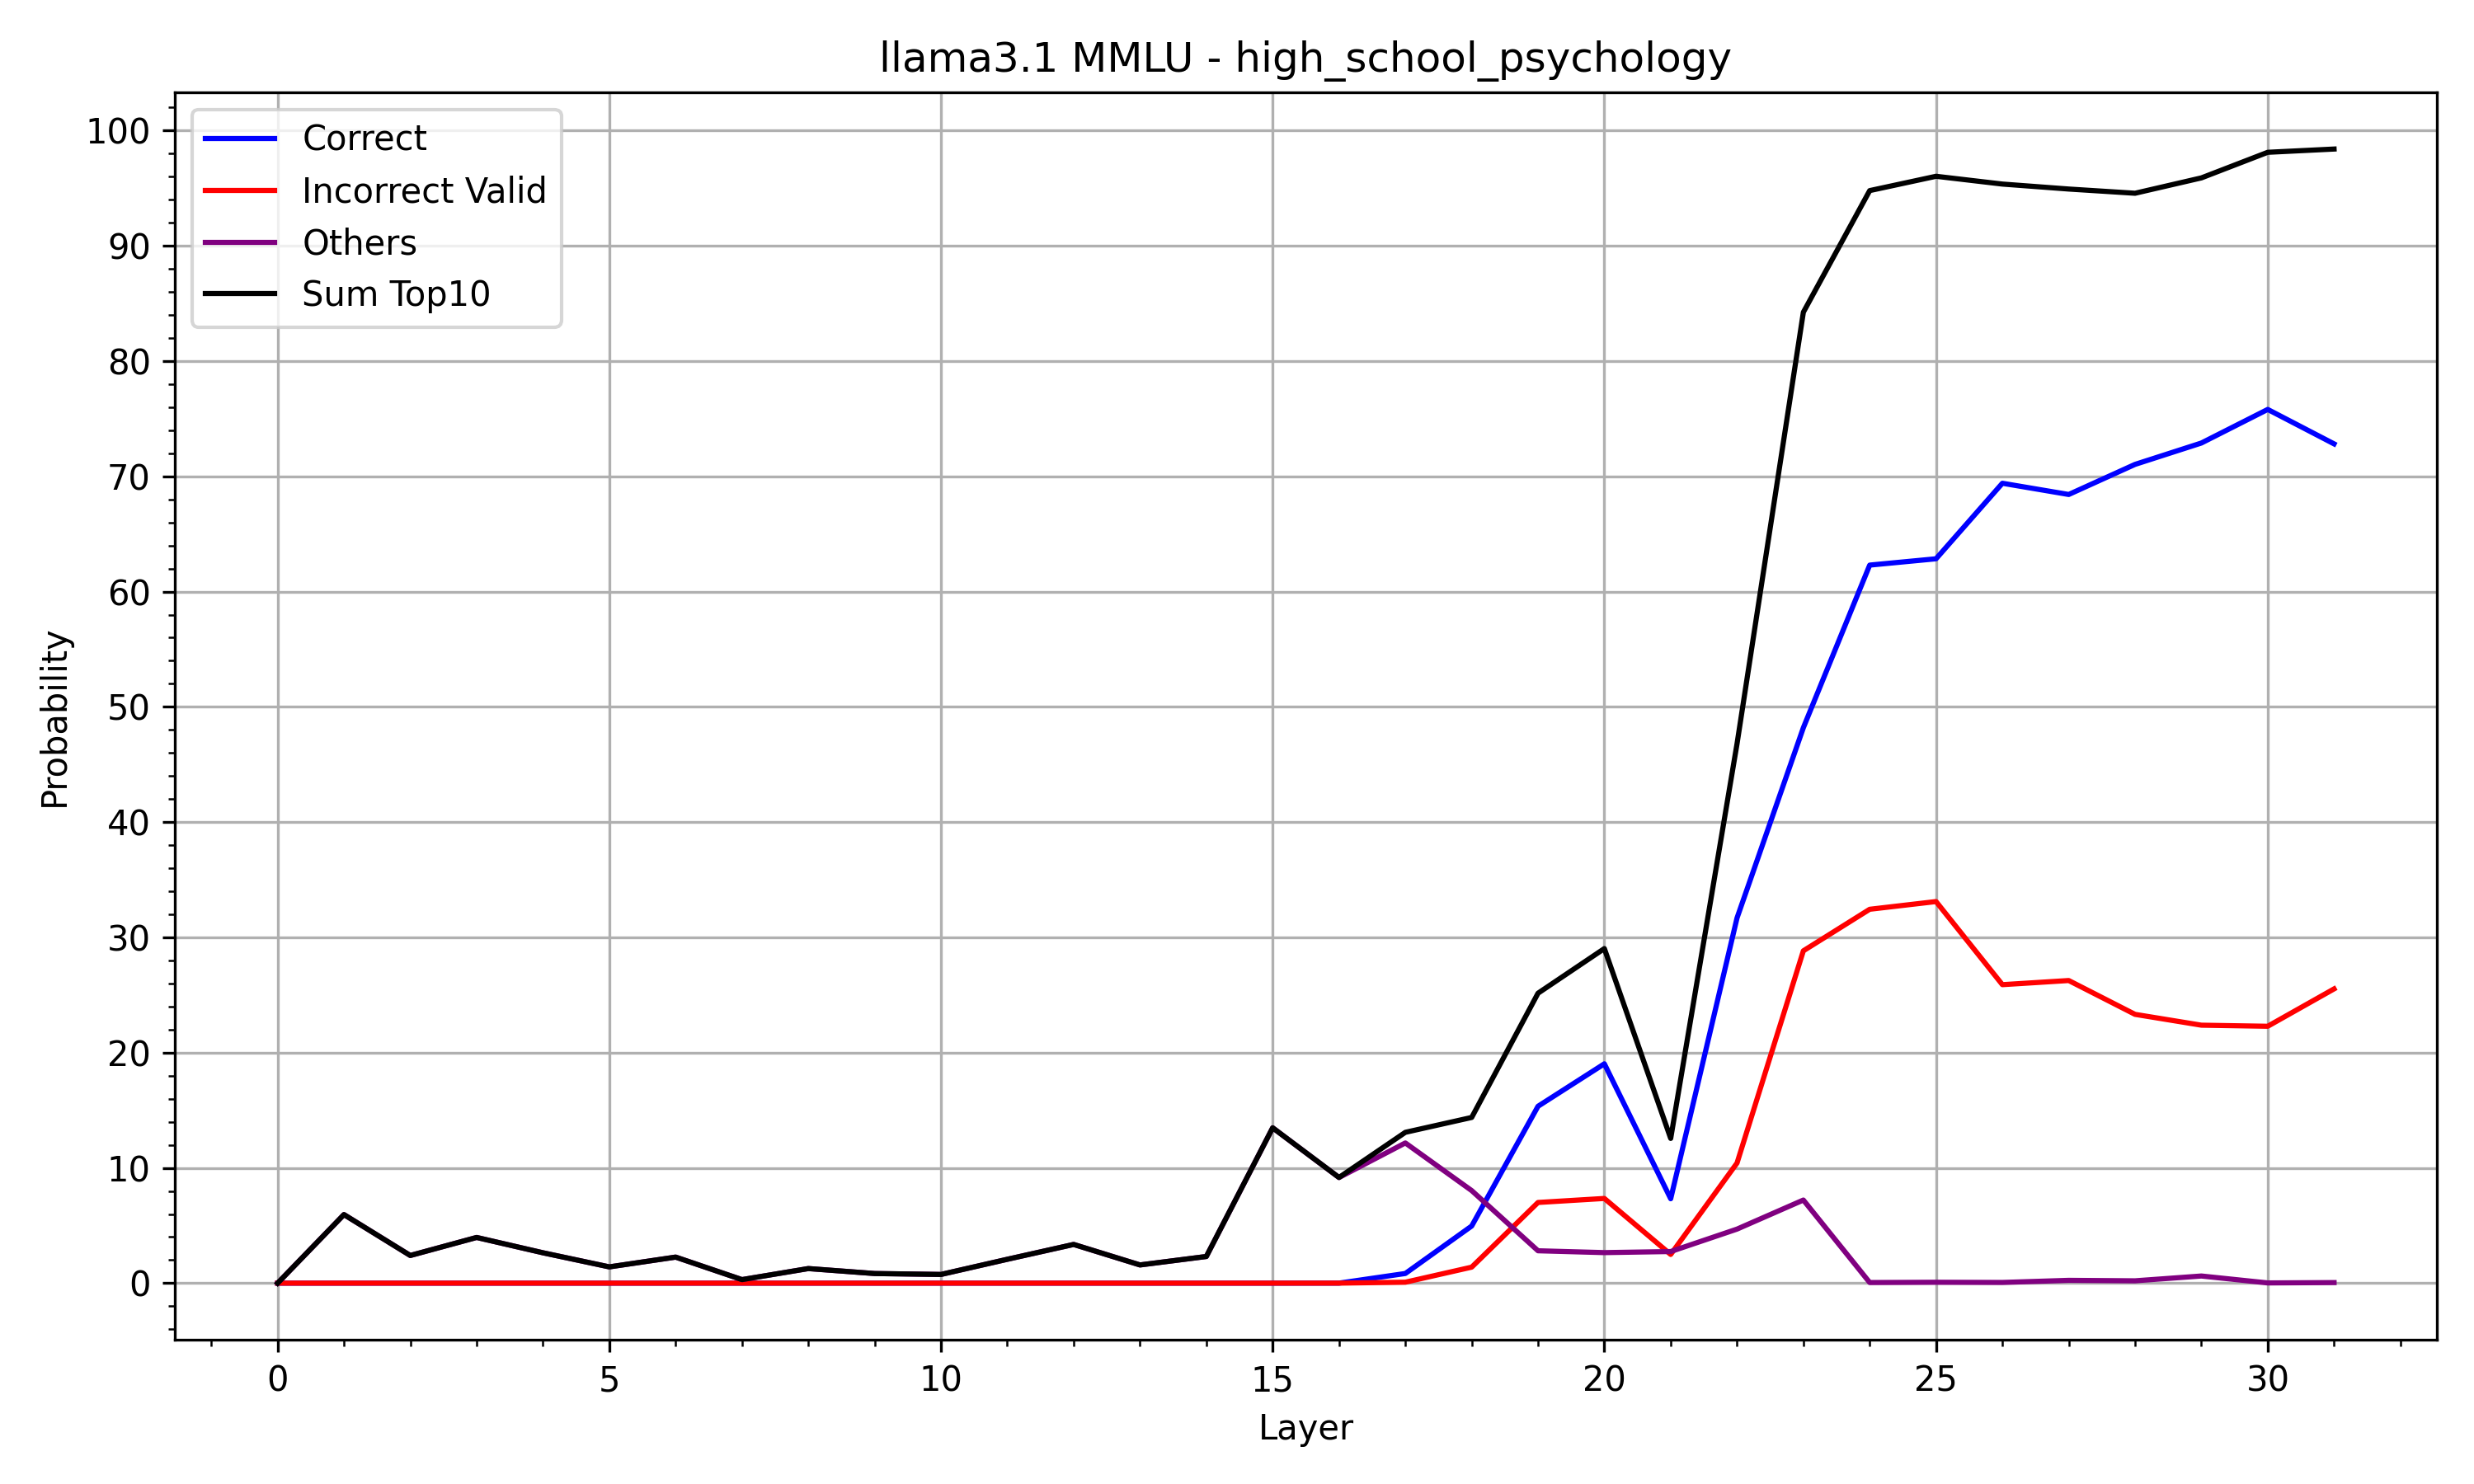 llama3.1 MMLU - high_school_psychology
Correct
Incorrect Valid
Others
Sum Top10
100
90
80
70
60
50
40
30
20
10
0
Probability
0 5 10 15 20 25 30
Layer